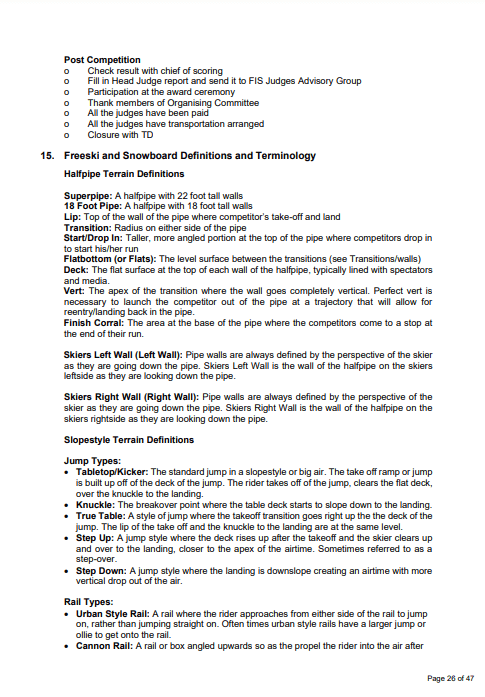 Post Competition
o Check result with chief of scoring
o Fill in Head Judge report and send it to FIS Judges Advisory Group
o Participation at the award ceremony
o Thank members of Organising Committee
o All the judges have been paid
o All the judges have transportation arranged
o Closure with TD
15. Freeski and Snowboard Definitions and Terminology
Halfpipe Terrain Definitions
Superpipe: A halfpipe with 22 foot tall walls
18 Foot Pipe: A halfpipe with 18 foot tall walls
Lip: Top of the wall of the pipe where competitor's take-off and land
Transition: Radius on either side of the pipe
Start/Drop In: Taller, more angled portion at the top of the pipe where competitors drop in
to start his/her run
Flatbottom (or Flats): The level surface between the transitions (see Transitions/walls)
Deck: The flat surface at the top of each wall of the halfpipe, typically lined with spectators
and media.
Vert: The apex of the transition where the wall goes completely vertical. Perfect vert is
necessary to launch the competitor out of the pipe at a trajectory that will allow for
reentry/landing back in the pipe.
Finish Corral: The area at the base of the pipe where the competitors come to a stop at
the end of their run.
Skiers Left Wall (Left Wall): Pipe walls are always defined by the perspective of the skier
as they are going down the pipe. Skiers Left Wall is the wall of the halfpipe on the skiers
leftside as they are looking down the pipe.
Skiers Right Wall (Right Wall): Pipe walls are always defined by the perspective of the
skier as they are going down the pipe. Skiers Right Wall is the wall of the halfpipe on the
skiers rightside as they are looking down the pipe.
Slopestyle Terrain Definitions
Jump Types:
• Tabletop/Kicker: The standard jump in a slopestyle or big air. The take off ramp or jump
is built up off of the deck of the jump. The rider takes off of the jump, clears the flat deck,
over the knuckle to the landing.
• Knuckle: The breakover point where the table deck starts to slope down to the landing.
• True Table: A style of jump where the takeoff transition goes right up the the deck of the
jump. The lip of the take off and the knuckle to the landing are at the same level.
• Step Up: A jump style where the deck rises up after the takeoff and the skier clears up
and over to the landing, closer to the apex of the airtime. Sometimes referred to as a
step-over.
• Step Down: A jump style where the landing is downslope creating an airtime with more
vertical drop out of the air.
Rail Types:
• Urban Style Rail: A rail where the rider approaches from either side of the rail to jump
on, rather than jumping straight on. Often times urban style rails have a larger jump or
ollie to get onto the rail.
• Cannon Rail: A rail or box angled upwards so as the propel the rider into the air after
Page 26 of 47